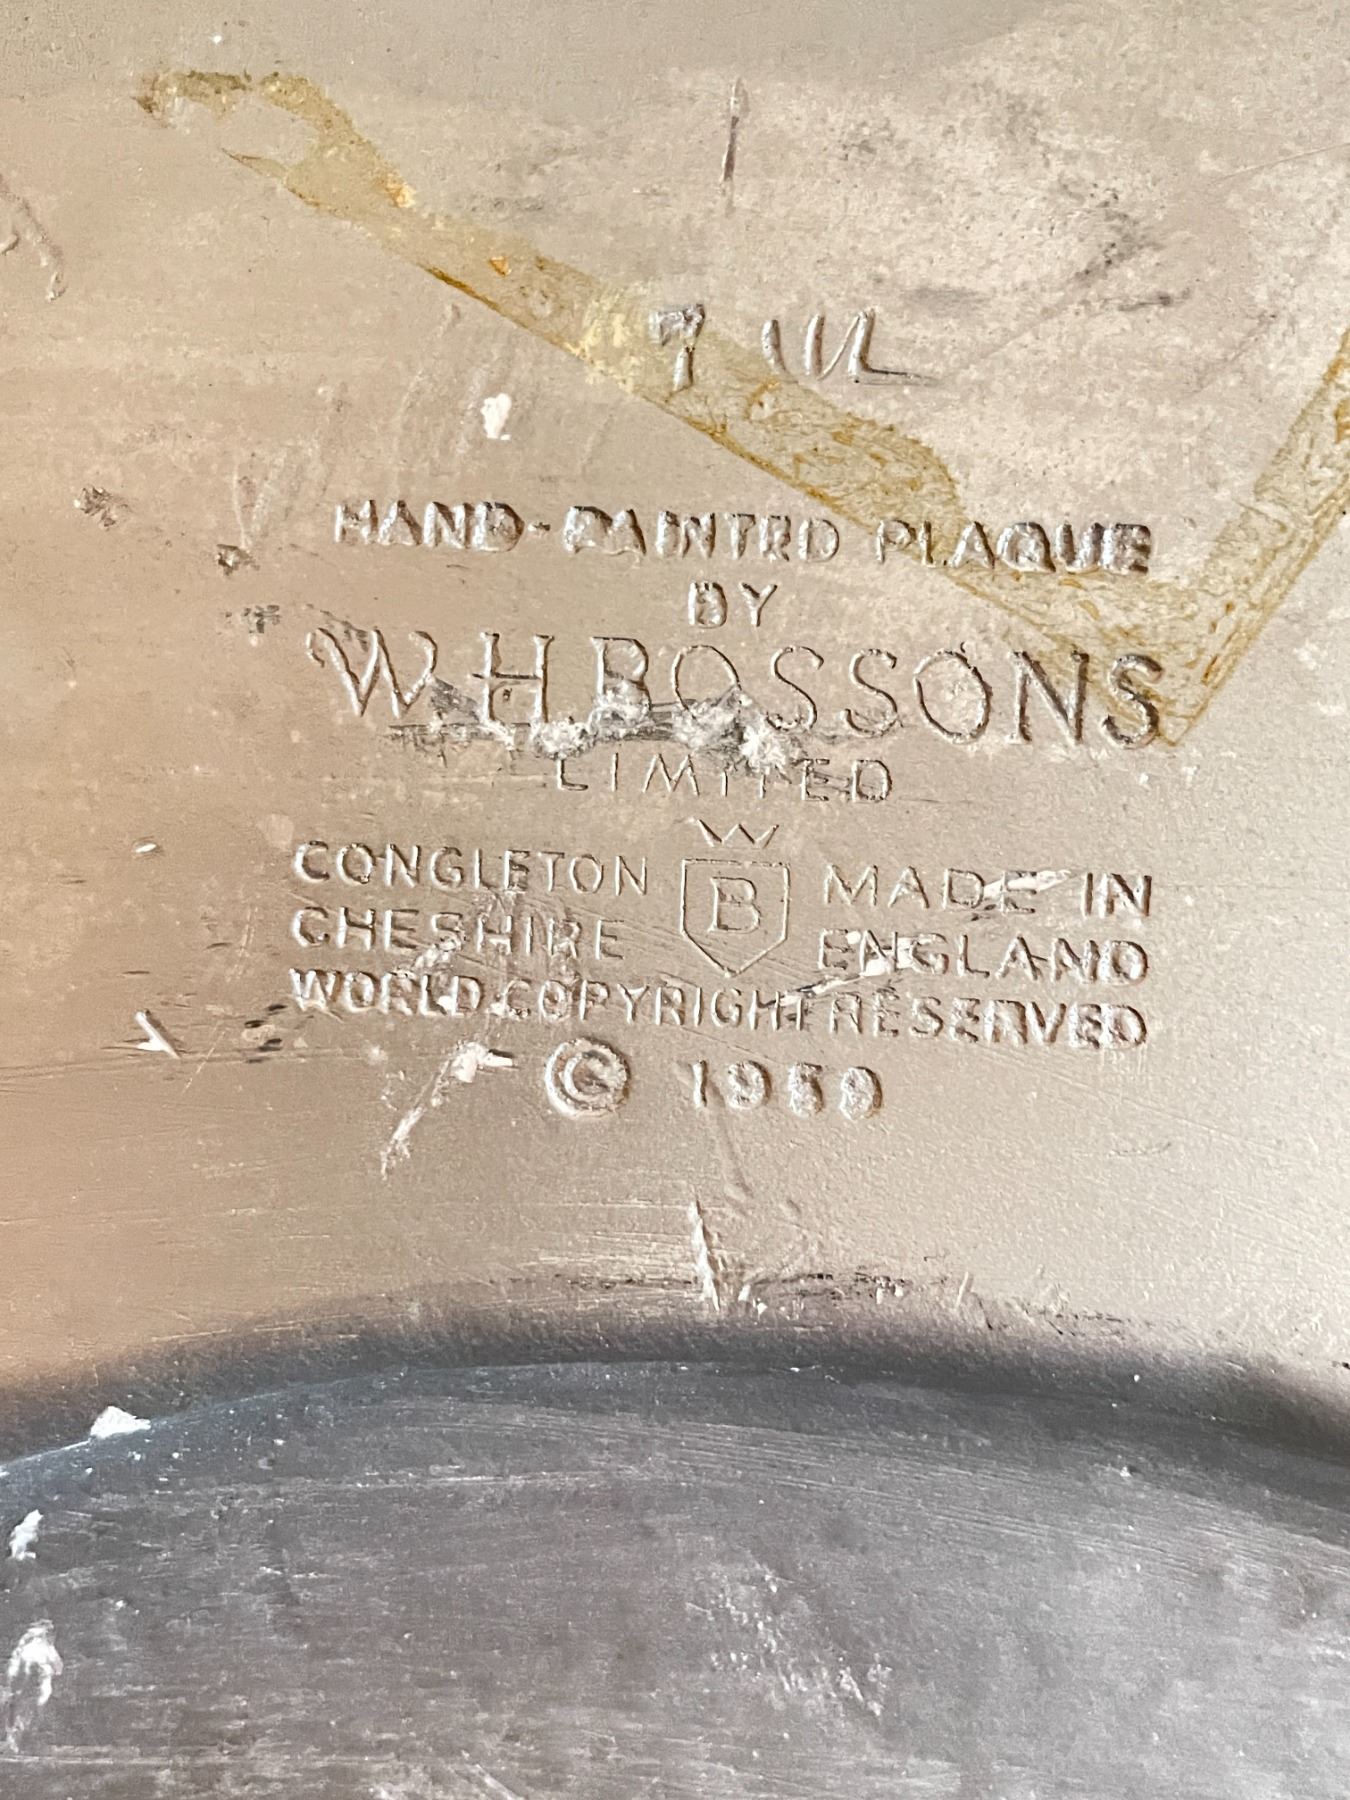 HAND-PAINTED PLAQUE
BY
W.H. BOSSONS
LIMITED
CONGLETON
CHESHIRE
B
MADE IN
ENGLAND
WORLD COPYRIGHT RESERVED
© 1959